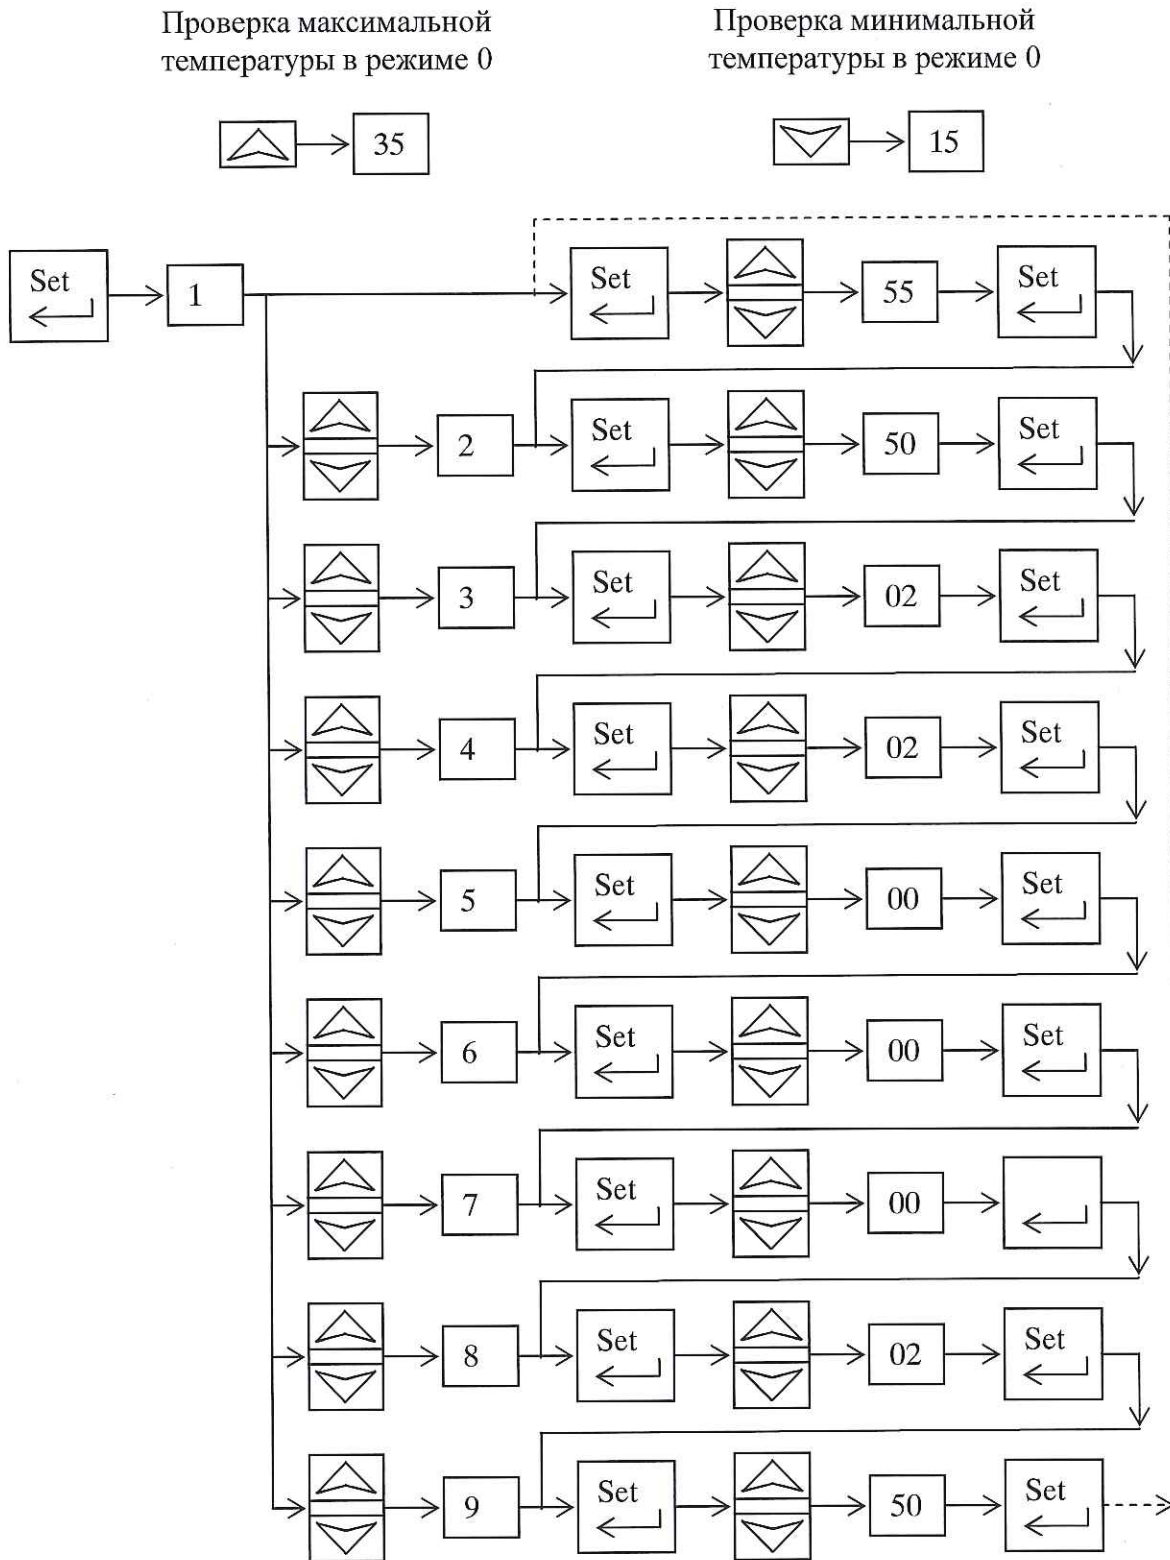 Проверка максимальной
температуры в режиме 0
Проверка минимальной
температуры в режиме 0
35
15
Set 1 Set 55 Set
2 Set 50 Set
3 Set 02 Set
4 Set 02 Set
5 Set 00 Set
6 Set 00 Set
7 Set 00
8 Set 02 Set
9 Set 50 Set